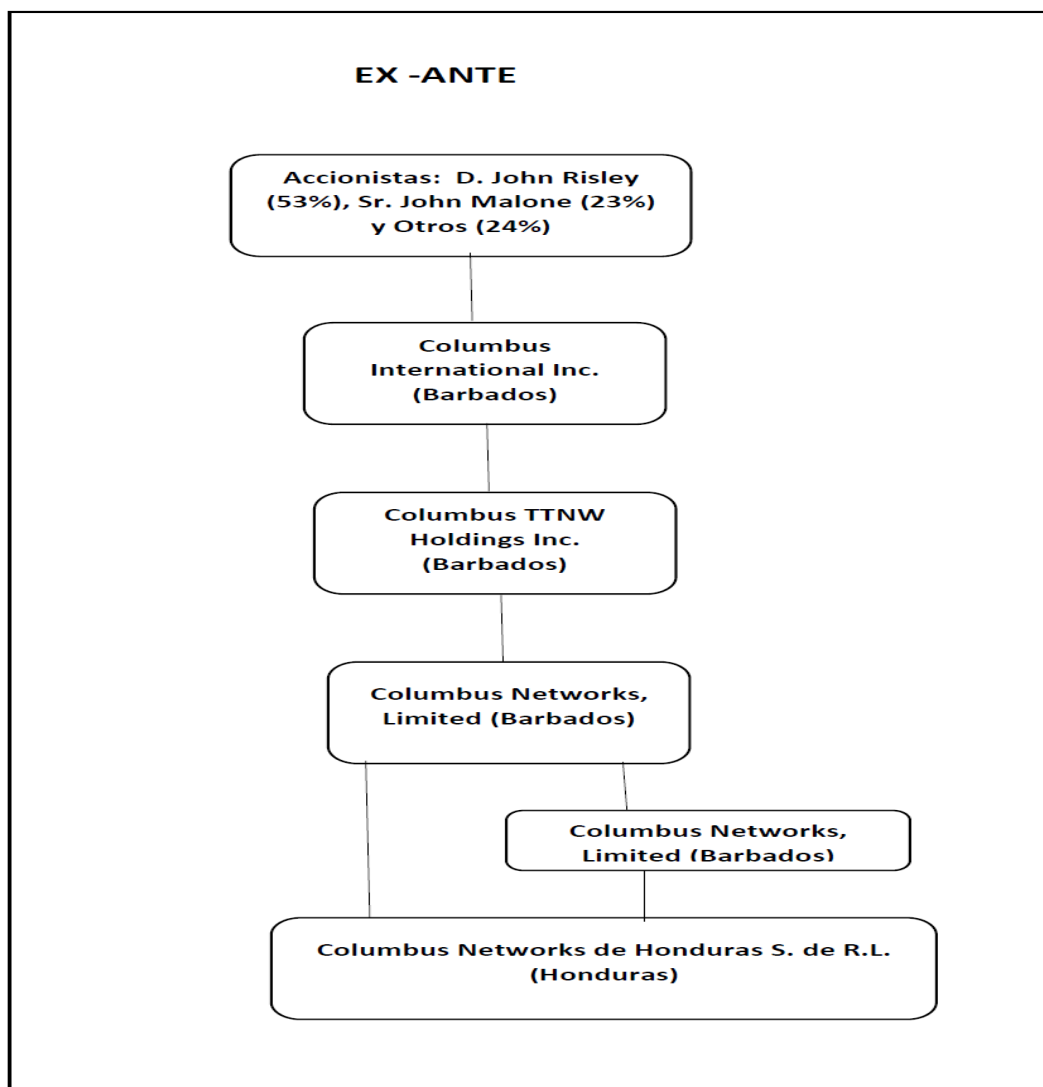 EX -ANTE
Accionistas: D. John Risley
(53%), Sr. John Malone (23%)
y Otros (24%)
Columbus
International Inc.
(Barbados)
Columbus TTNW
Holdings Inc.
(Barbados)
Columbus Networks,
Limited (Barbados)
Columbus Networks,
Limited (Barbados)
Columbus Networks de Honduras S. de R.L.
(Honduras)